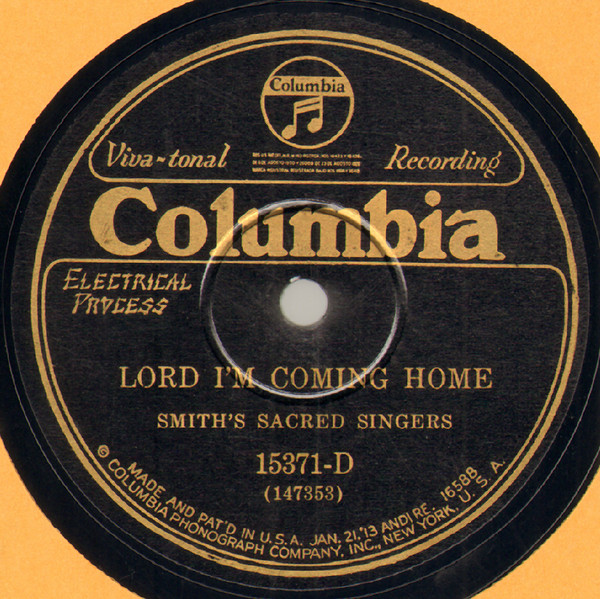 Columbia
Viva-tonal Recording
Columbia
ELECTRICAL
PROCESS
LORD I'M COMING HOME
SMITH'S SACRED SINGERS
15371-D
(147353)
MADE AND PAT'D IN U.S.A. JAN. 21, '13 AND RE. 16588
© COLUMBIA PHONOGRAPH COMPANY, INC., NEW YORK, U.S.A.